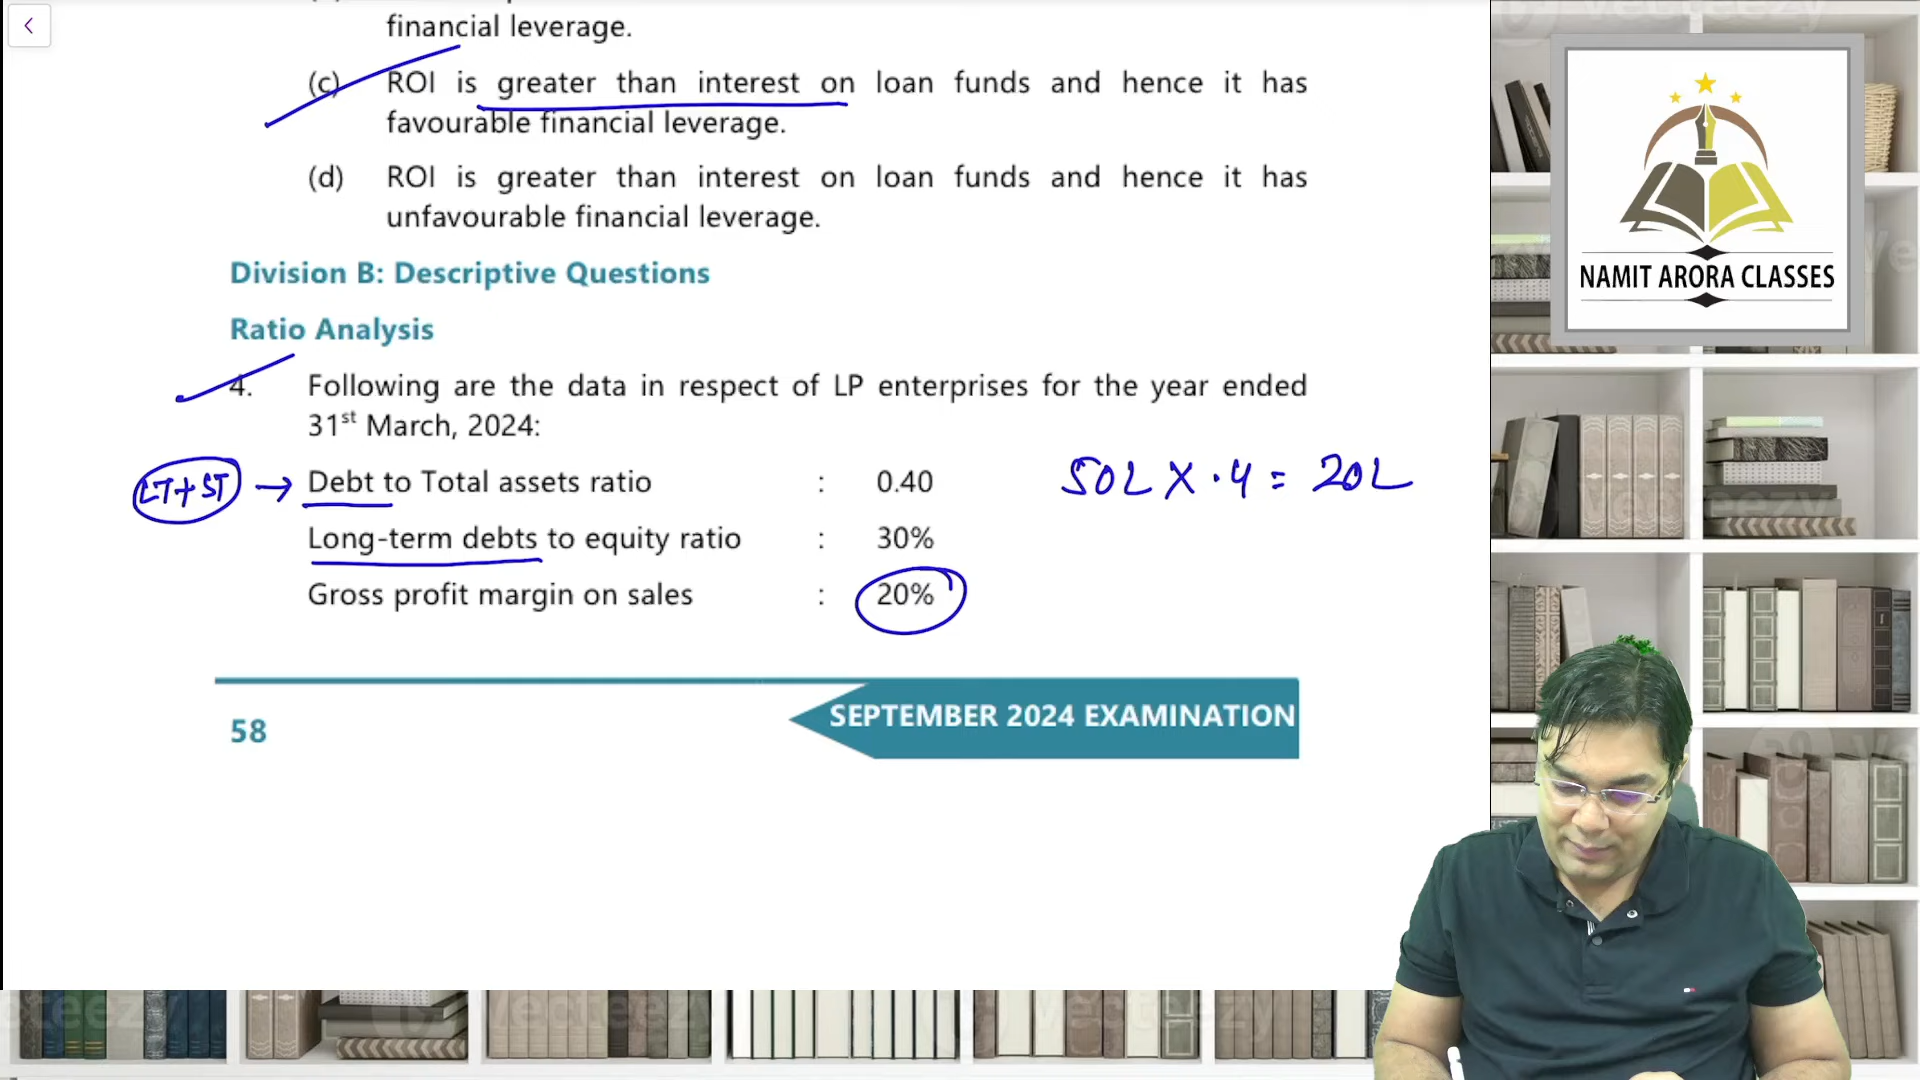 financial leverage.
(c) ROI is greater than interest on loan funds and hence it has
favourable financial leverage.
(d) ROI is greater than interest on loan funds and hence it has
unfavourable financial leverage.
Division B: Descriptive Questions
Ratio Analysis
4. Following are the data in respect of LP enterprises for the year ended
31st March, 2024:
LT+ST → Debt to Total assets ratio : 0.40 50L X .4 = 20L
Long-term debts to equity ratio : 30%
Gross profit margin on sales : 20%
58 SEPTEMBER 2024 EXAMINATION
NAMIT ARORA CLASSES
vecteezy